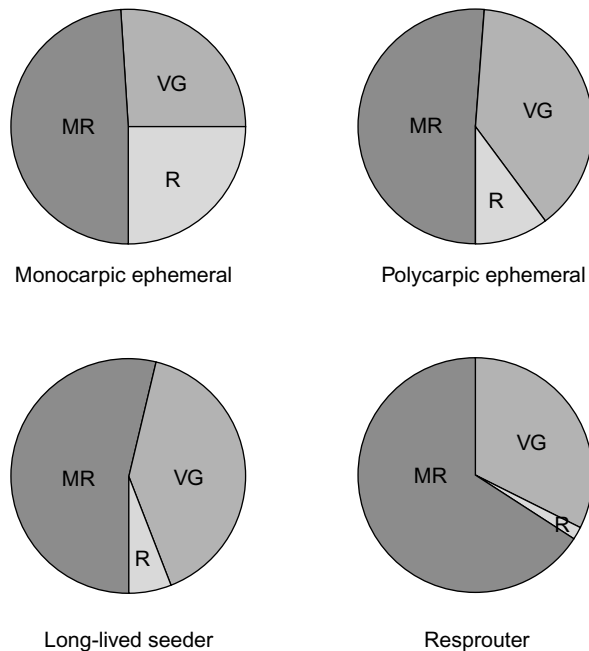 MR
VG
R
Monocarpic ephemeral
MR
VG
R
Polycarpic ephemeral
MR
VG
R
Long-lived seeder
MR
VG
R
Resprouter